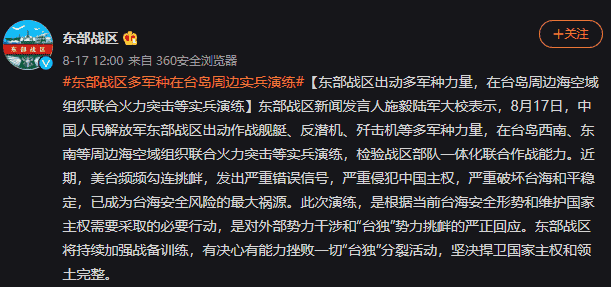 东部战区
东部战区
8-17 12:00 来自 360安全浏览器
+关注
#东部战区多军种在台岛周边实兵演练#【东部战区出动多军种力量，在台岛周边海空域
组织联合火力突击等实兵演练】东部战区新闻发言人施毅陆军大校表示，8月17日，中
国人民解放军东部战区出动作战舰艇、反潜机、歼击机等多军种力量，在台岛西南、东
南等周边海空域组织联合火力突击等实兵演练，检验战区部队一体化联合作战能力。近
期，美台频频勾连挑衅，发出严重错误信号，严重侵犯中国主权，严重破坏台海和平稳
定，已成为台海安全风险的最大祸源。此次演练，是根据当前台海安全形势和维护国家
主权需要采取的必要行动，是对外部势力干涉和“台独”势力挑衅的严正回应。东部战区
将持续加强战备训练，有决心有能力挫败一切“台独”分裂活动，坚决捍卫国家主权和领
土完整。